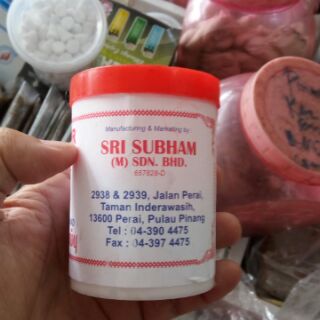 Manufacturing & Marketing by:
SRI SUBHAM
(M) SDN. BHD.
657828-D
2938 & 2939, Jalan Perai,
Taman Inderawasih,
13600 Perai, Pulau Pinang
Tel : 04-390 4475
Fax : 04-397 4475